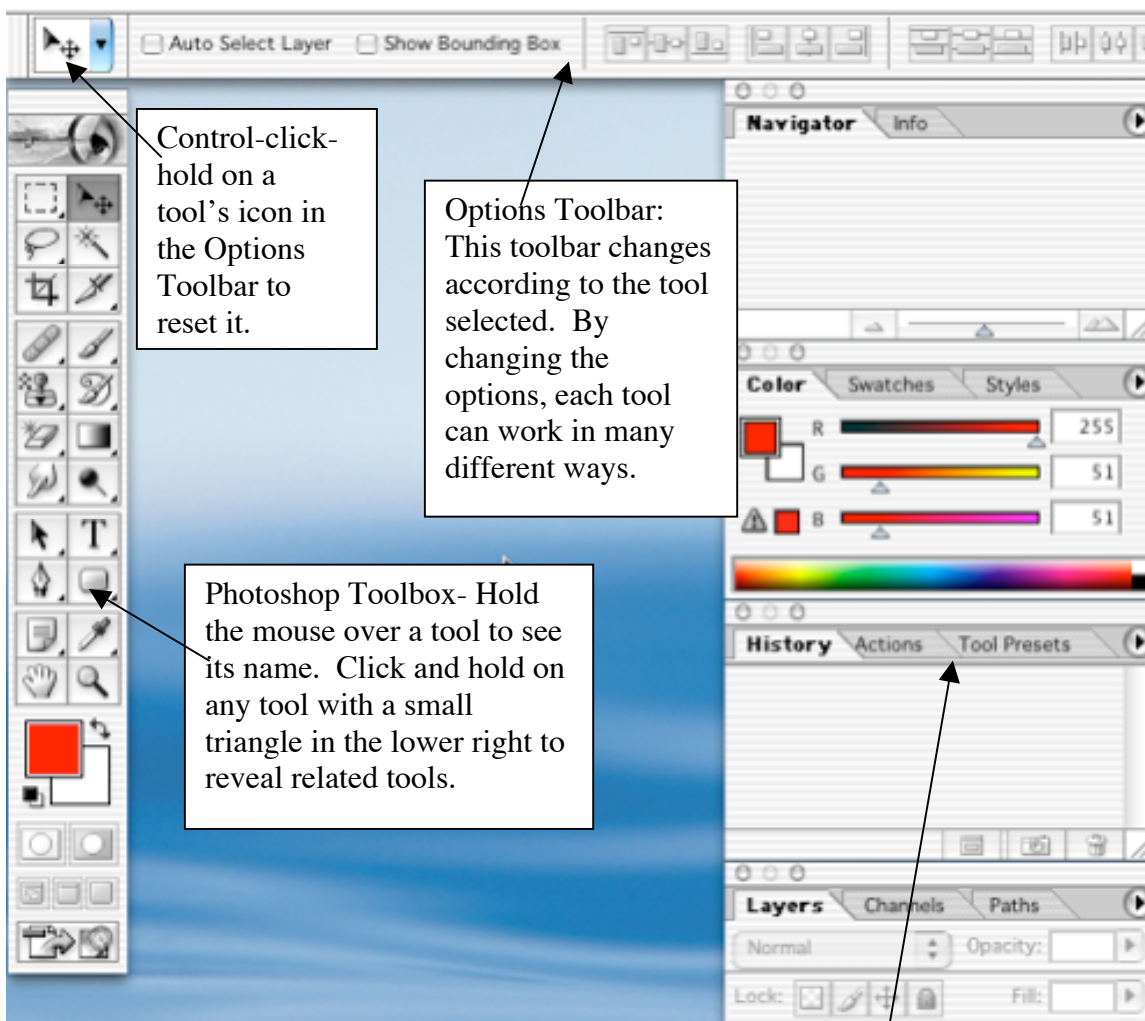 Auto Select Layer Show Bounding Box
Control-click-
hold on a
tool's icon in
the Options
Toolbar to
reset it.
Options Toolbar:
This toolbar changes
according to the tool
selected.  By
changing the
options, each tool
can work in many
different ways.
Photoshop Toolbox- Hold
the mouse over a tool to see
its name.  Click and hold on
any tool with a small
triangle in the lower right to
reveal related tools.
T
Navigator Info
Color Swatches Styles
R 255
G 51
B 51
History Actions Tool Presets
Layers Channels Paths
Normal Opacity:
Lock: Fill: